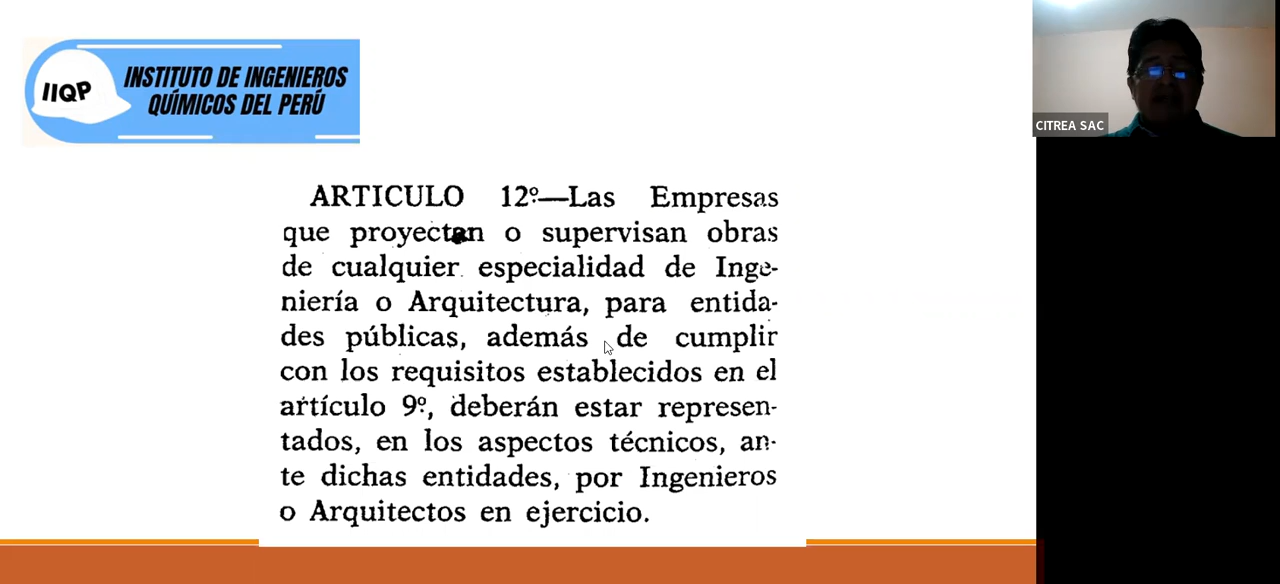 IIQP
INSTITUTO DE INGENIEROS
QUÍMICOS DEL PERÚ
CITREA SAC
ARTICULO 12º—Las Empresas
que proyectan o supervisan obras
de cualquier especialidad de Inge-
niería o Arquitectura, para entida-
des públicas, además de cumplir
con los requisitos establecidos en el
artículo 9º, deberán estar represen-
tados, en los aspectos técnicos, an-
te dichas entidades, por Ingenieros
o Arquitectos en ejercicio.